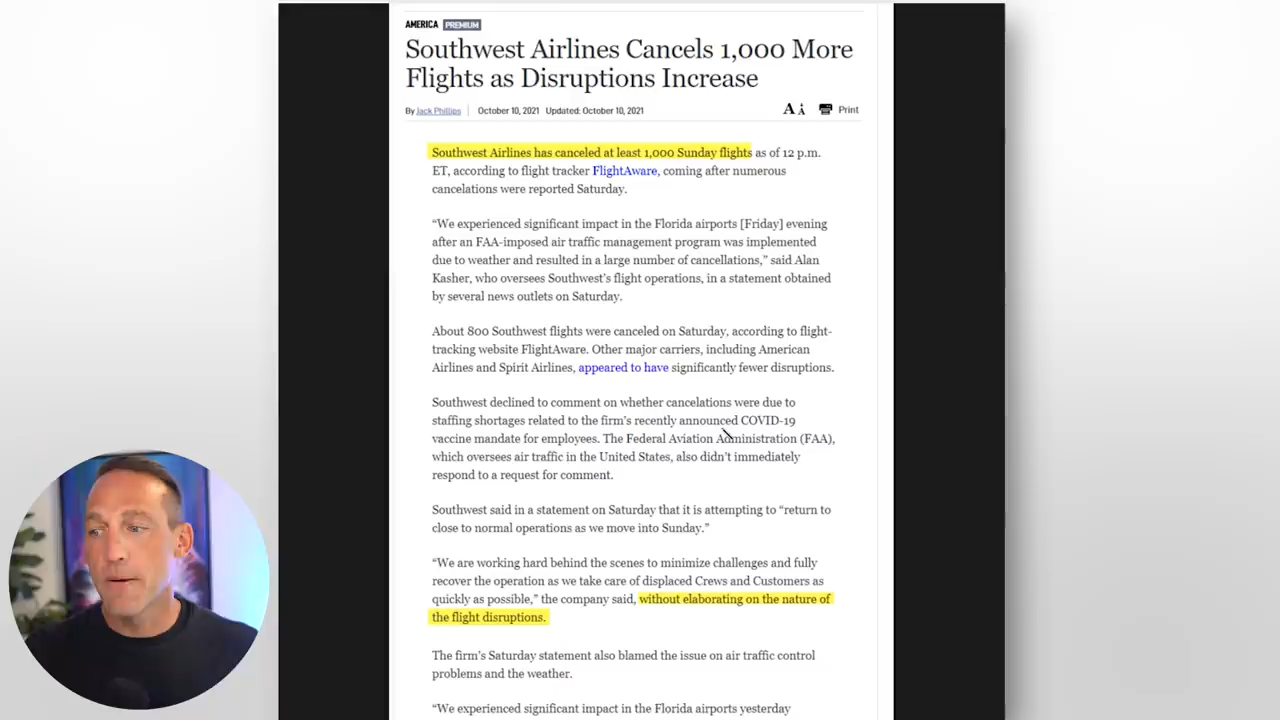 AMERICA PREMIUM
Southwest Airlines Cancels 1,000 More
Flights as Disruptions Increase
By Jack Phillips | October 10, 2021 Updated: October 10, 2021 A A Print
Southwest Airlines has canceled at least 1,000 Sunday flights as of 12 p.m.
ET, according to flight tracker FlightAware, coming after numerous
cancelations were reported Saturday.
“We experienced significant impact in the Florida airports [Friday] evening
after an FAA-imposed air traffic management program was implemented
due to weather and resulted in a large number of cancellations,” said Alan
Kasher, who oversees Southwest’s flight operations, in a statement obtained
by several news outlets on Saturday.
About 800 Southwest flights were canceled on Saturday, according to flight-
tracking website FlightAware. Other major carriers, including American
Airlines and Spirit Airlines, appeared to have significantly fewer disruptions.
Southwest declined to comment on whether cancelations were due to
staffing shortages related to the firm’s recently announced COVID-19
vaccine mandate for employees. The Federal Aviation Administration (FAA),
which oversees air traffic in the United States, also didn’t immediately
respond to a request for comment.
Southwest said in a statement on Saturday that it is attempting to “return to
close to normal operations as we move into Sunday.”
“We are working hard behind the scenes to minimize challenges and fully
recover the operation as we take care of displaced Crews and Customers as
quickly as possible,” the company said, without elaborating on the nature of
the flight disruptions.
The firm’s Saturday statement also blamed the issue on air traffic control
problems and the weather.
“We experienced significant impact in the Florida airports yesterday